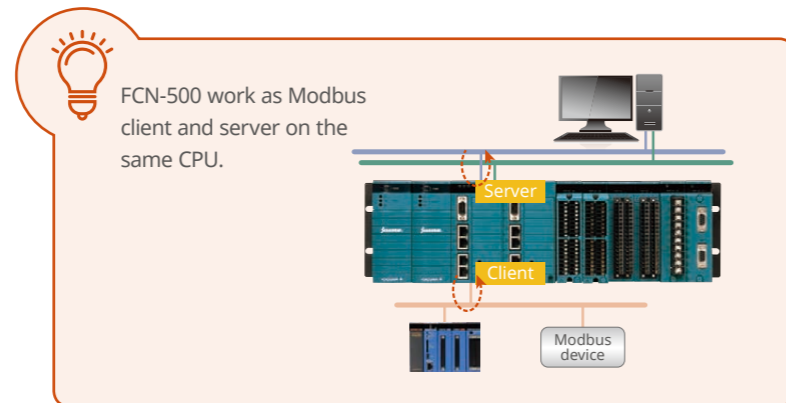 FCN-500 work as Modbus
client and server on the
same CPU.
Server
Client
Modbus
device